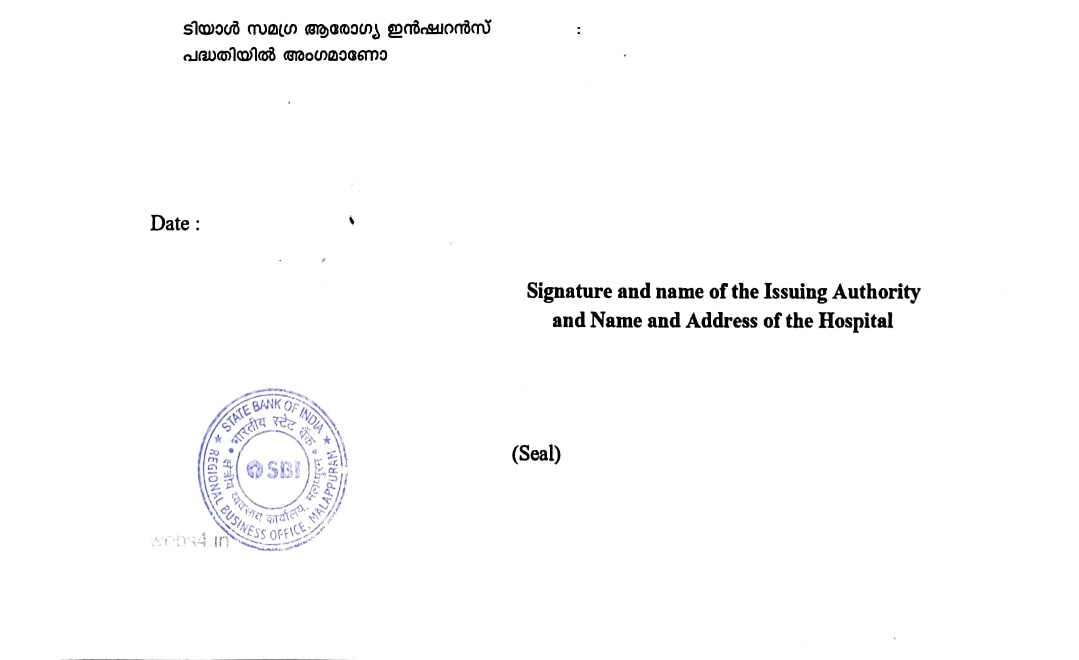 ടിയാൾ സമഗ്ര ആരോഗ്യ ഇൻഷ്വറൻസ് :
പദ്ധതിയിൽ അംഗമാണോ
Date :
Signature and name of the Issuing Authority
and Name and Address of the Hospital
(Seal)
★ STATE BANK OF INDIA ★
REGIONAL BUSINESS OFFICE, MALAPPURAM
• भारतीय स्टेट बैंक •
क्षेत्रीय व्यवसाय कार्यालय, मलप्पुरम
SBI
webs4.in